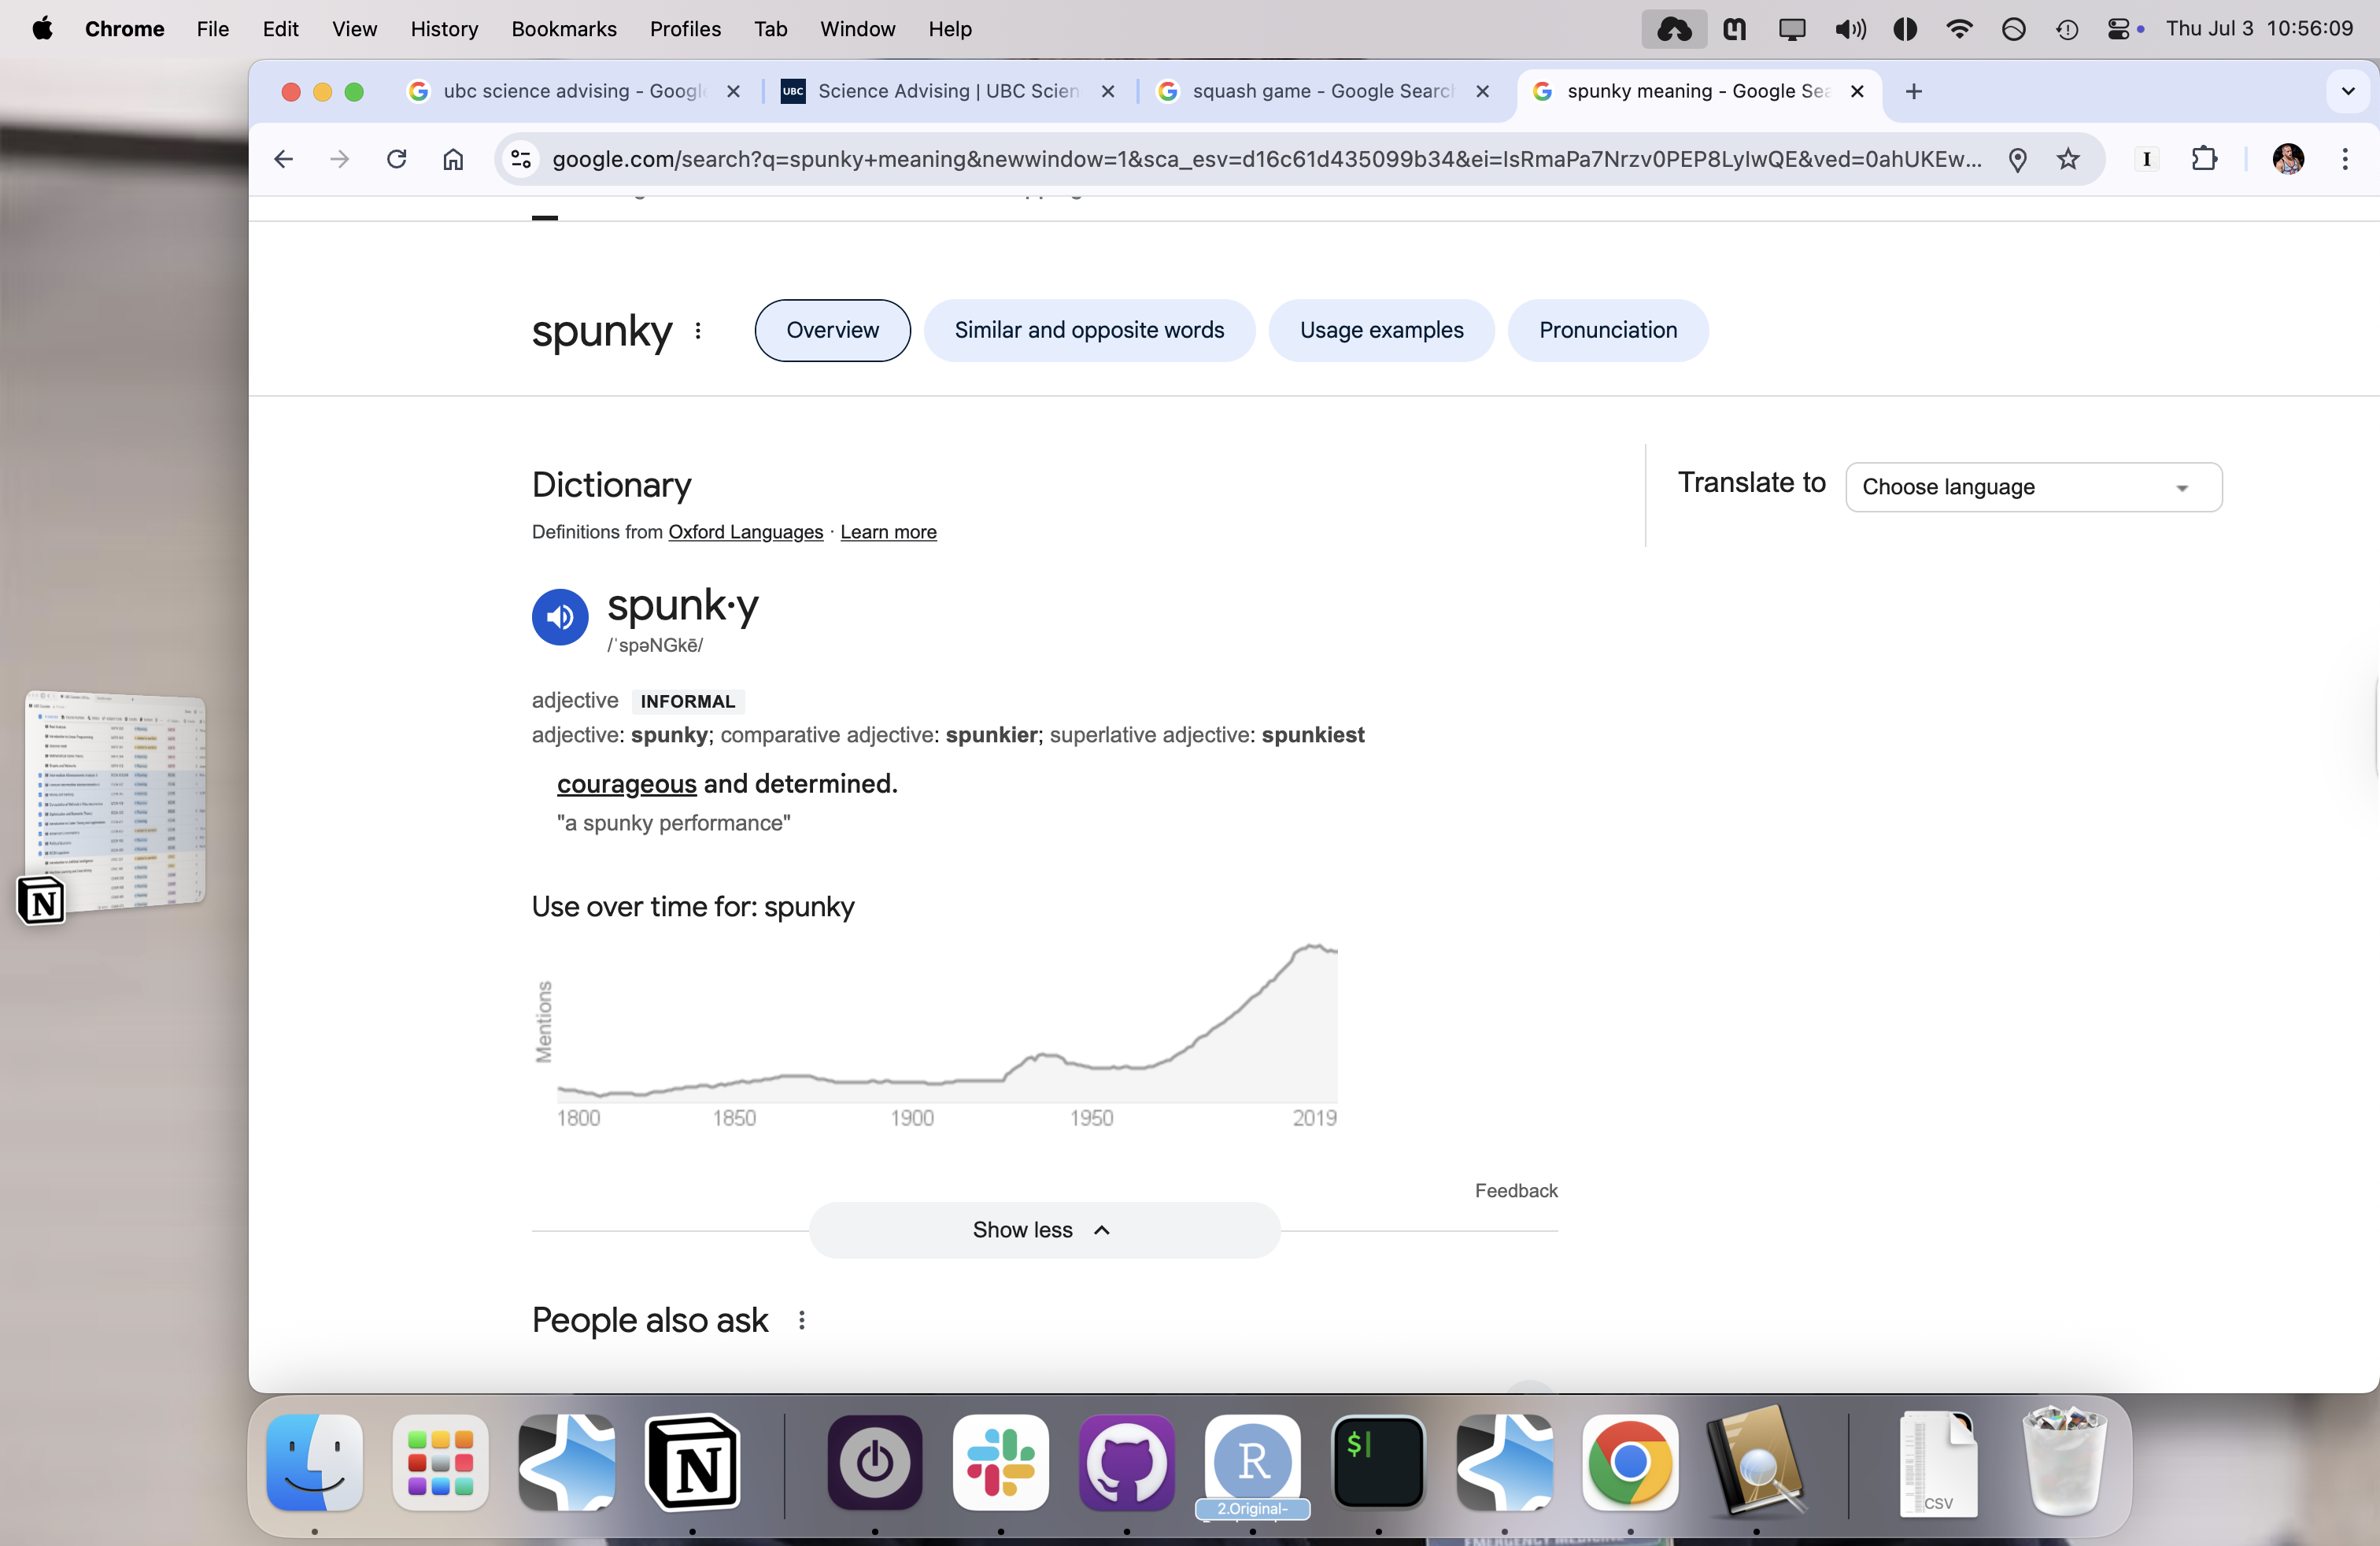 Chrome File Edit View History Bookmarks Profiles Tab Window Help Thu Jul 3 10:56:09
ubc science advising - Google
UBC Science Advising | UBC Scien
squash game - Google Search
spunky meaning - Google Sea
google.com/search?q=spunky+meaning&newwindow=1&sca_esv=d16c61d435099b34&ei=IsRmaPa7Nrzv0PEP8LyIwQE&ved=0ahUKEw...
spunky Overview Similar and opposite words Usage examples Pronunciation
Dictionary
Definitions from Oxford Languages · Learn more
Translate to Choose language
spunk·y
/ˈspəNGkē/
adjective INFORMAL
adjective: spunky; comparative adjective: spunkier; superlative adjective: spunkiest
courageous and determined.
"a spunky performance"
Use over time for: spunky
Mentions
1800 1850 1900 1950 2019
Feedback
Show less
People also ask
2.Original-
CSV